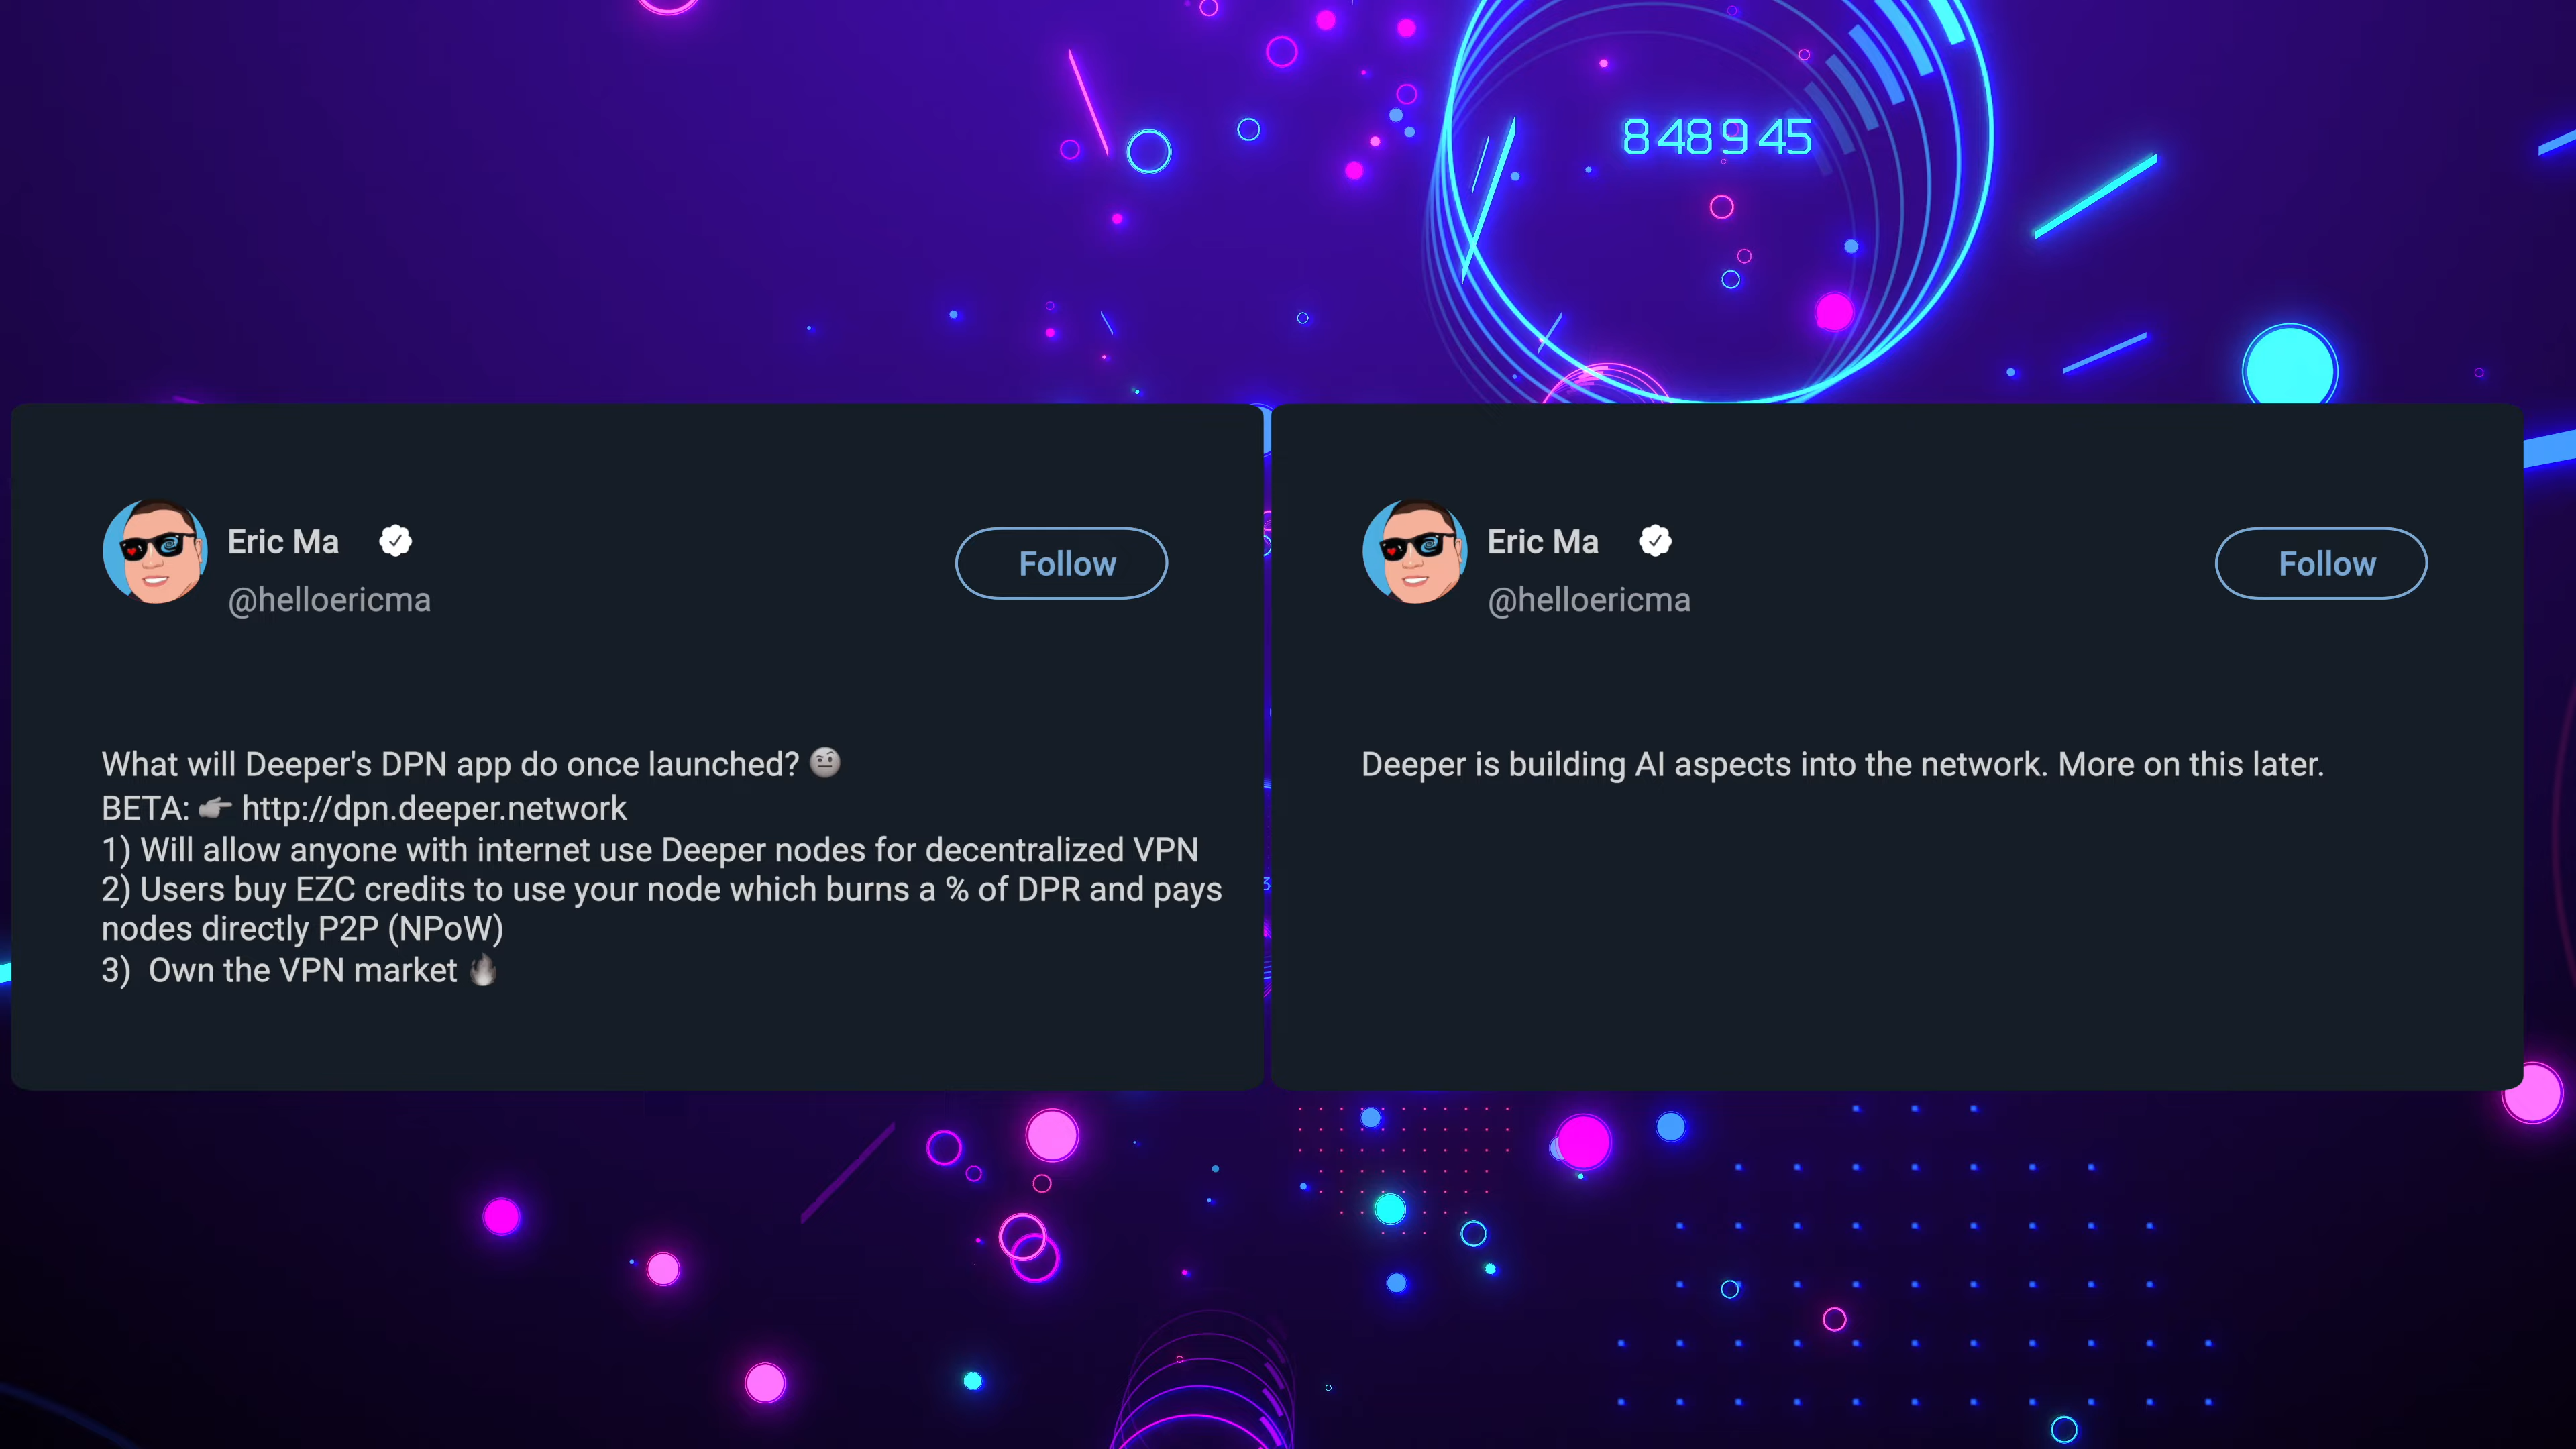 848945
Eric Ma
@helloericma
Follow
What will Deeper's DPN app do once launched? 🤨
BETA: 👉 http://dpn.deeper.network
1) Will allow anyone with internet use Deeper nodes for decentralized VPN
2) Users buy EZC credits to use your node which burns a % of DPR and pays
nodes directly P2P (NPoW)
3) Own the VPN market 🔥
Eric Ma
@helloericma
Follow
Deeper is building AI aspects into the network. More on this later.